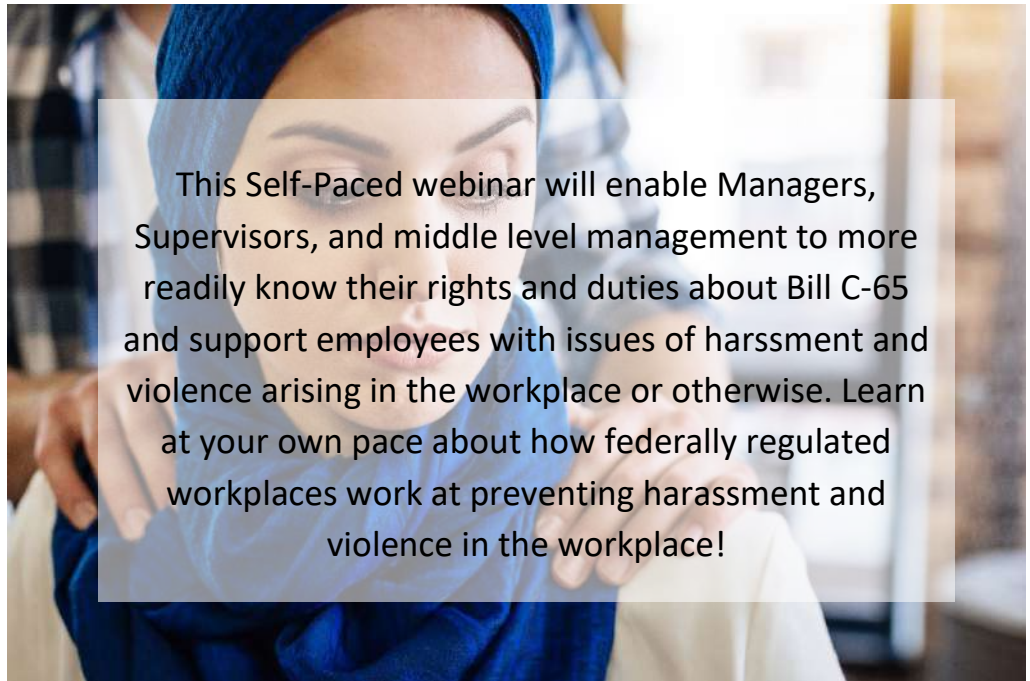 This Self-Paced webinar will enable Managers,
Supervisors, and middle level management to more
readily know their rights and duties about Bill C-65
and support employees with issues of harssment and
violence arising in the workplace or otherwise. Learn
at your own pace about how federally regulated
workplaces work at preventing harassment and
violence in the workplace!